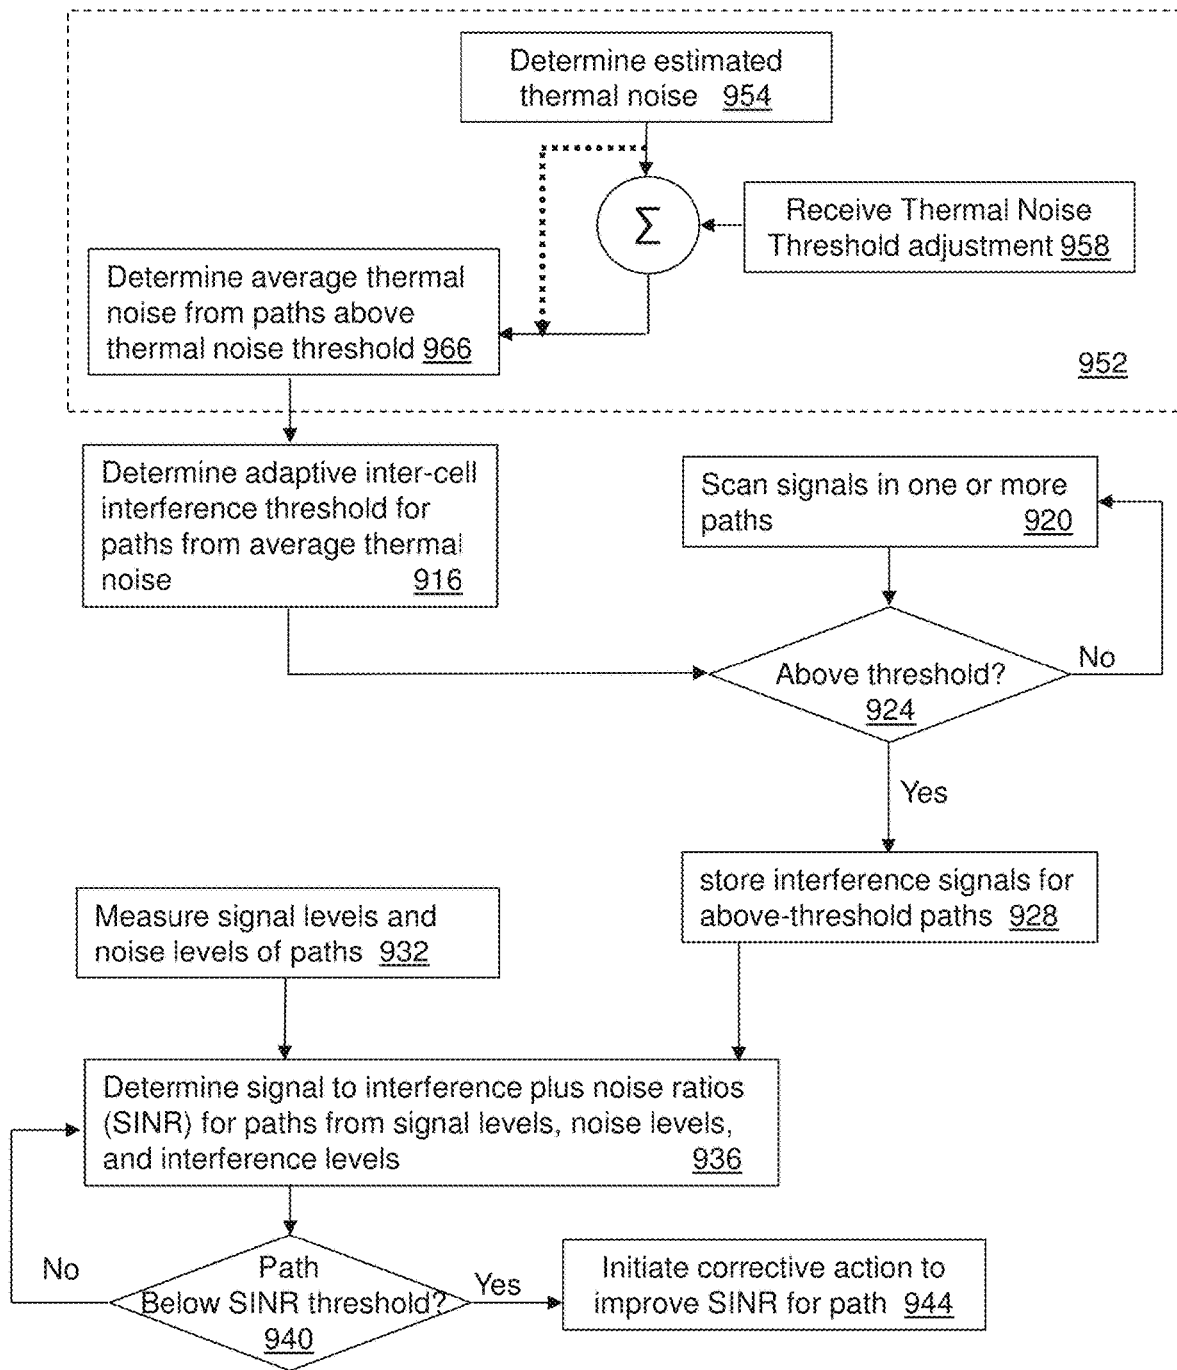 Determine estimated
thermal noise 954
Σ
Receive Thermal Noise
Threshold adjustment 958
Determine average thermal
noise from paths above
thermal noise threshold 966
952
Determine adaptive inter-cell
interference threshold for
paths from average thermal
noise 916
Scan signals in one or more
paths 920
Above threshold?
924
No
Yes
store interference signals for
above-threshold paths 928
Measure signal levels and
noise levels of paths 932
Determine signal to interference plus noise ratios
(SINR) for paths from signal levels, noise levels,
and interference levels 936
No
Path
Below SINR threshold?
940
Yes
Initiate corrective action to
improve SINR for path 944